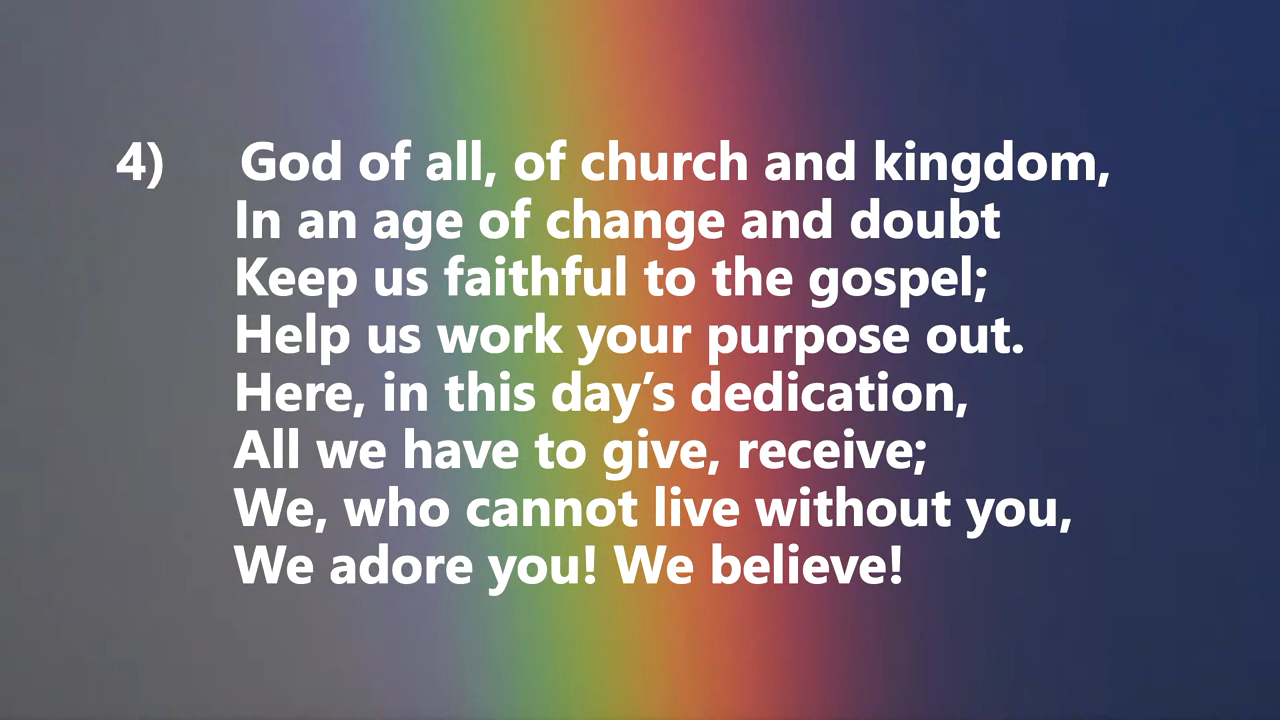 4) God of all, of church and kingdom,
In an age of change and doubt
Keep us faithful to the gospel;
Help us work your purpose out.
Here, in this day’s dedication,
All we have to give, receive;
We, who cannot live without you,
We adore you! We believe!